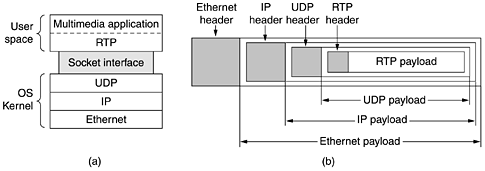 User
space
Multimedia application
RTP
Socket interface
OS
Kernel
UDP
IP
Ethernet
(a)
Ethernet
header
IP
header
UDP
header
RTP
header
RTP payload
UDP payload
IP payload
Ethernet payload
(b)